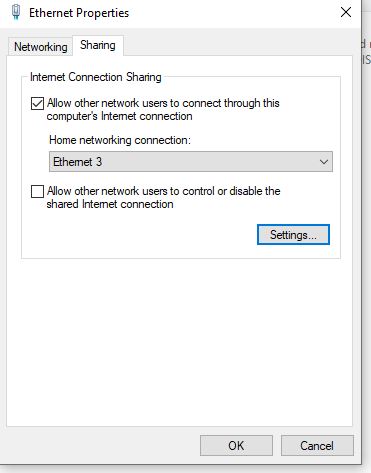 Ethernet Properties
Networking
Sharing
Internet Connection Sharing
Allow other network users to connect through this
computer's Internet connection
Home networking connection:
Ethernet 3
Allow other network users to control or disable the
shared Internet connection
Settings...
OK
Cancel